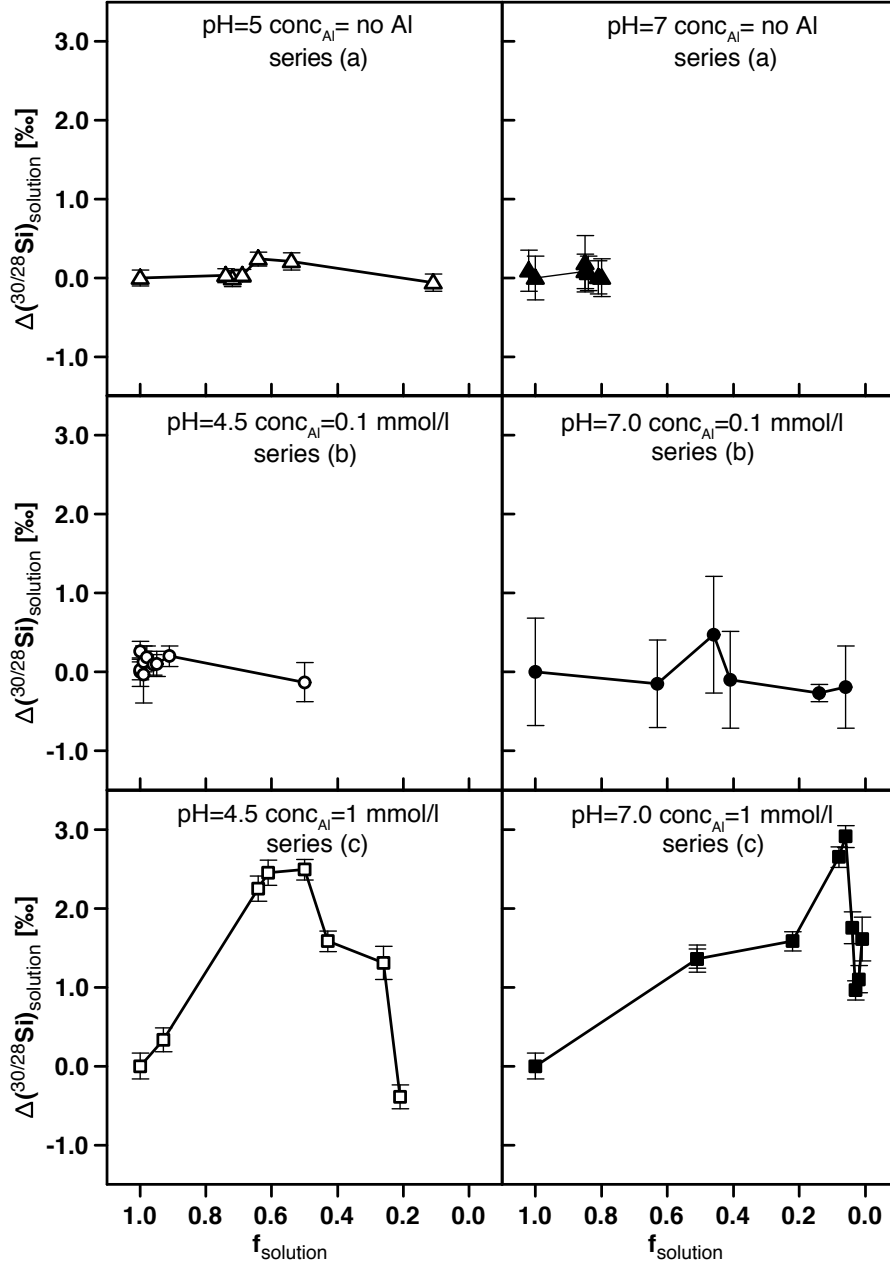 pH=5 conc_Al= no Al
series (a)
pH=7 conc_Al= no Al
series (a)
3.0
2.0
1.0
0.0
-1.0
Δ(^30/28Si)_solution [‰]
pH=4.5 conc_Al=0.1 mmol/l
series (b)
pH=7.0 conc_Al=0.1 mmol/l
series (b)
3.0
2.0
1.0
0.0
-1.0
Δ(^30/28Si)_solution [‰]
pH=4.5 conc_Al=1 mmol/l
series (c)
pH=7.0 conc_Al=1 mmol/l
series (c)
3.0
2.0
1.0
0.0
-1.0
Δ(^30/28Si)_solution [‰]
1.0 0.8 0.6 0.4 0.2 0.0
f_solution
1.0 0.8 0.6 0.4 0.2 0.0
f_solution